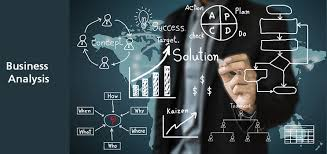 Business
Analysis
Concept
Success.
Target.
Solution
Action
Plan
check
Do
A P
C D
How
When
Why
What?
Where
Who
Kaizen
$ $
$ $